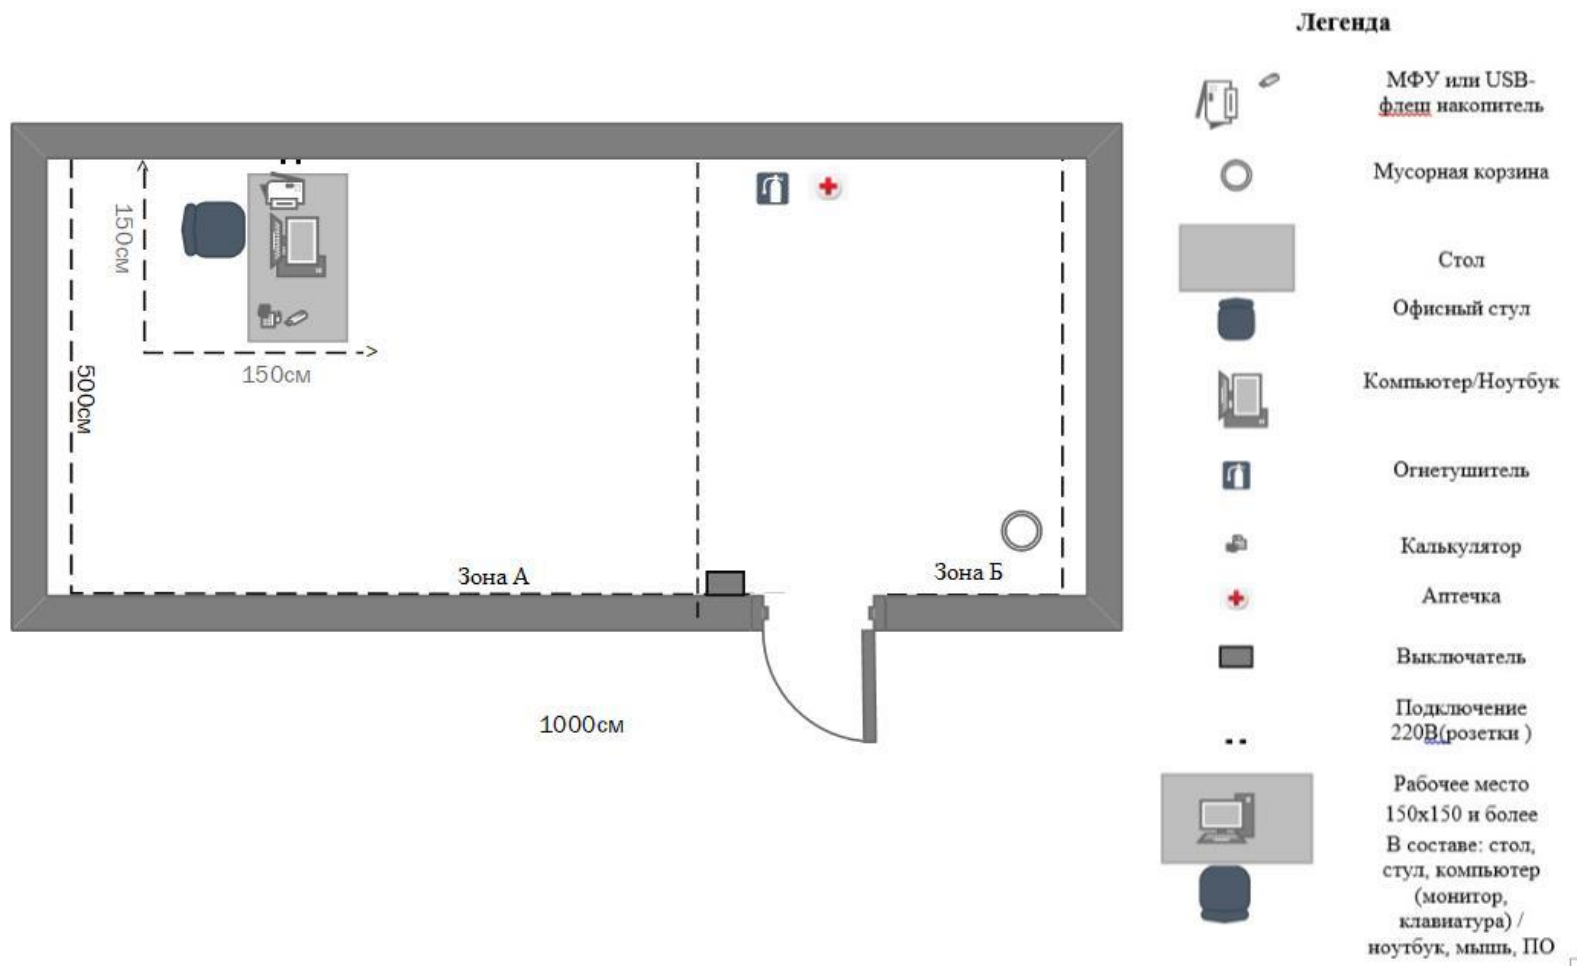 Легенда
МФУ или USB-
флеш накопитель
Мусорная корзина
Стол
Офисный стул
Компьютер/Ноутбук
Огнетушитель
Калькулятор
Аптечка
Выключатель
Подключение
220В(розетки )
Рабочее место
150х150 и более
В составе: стол,
стул, компьютер
(монитор,
клавиатура) /
ноутбук, мышь, ПО
150см
150см
500см
Зона А
Зона Б
1000см